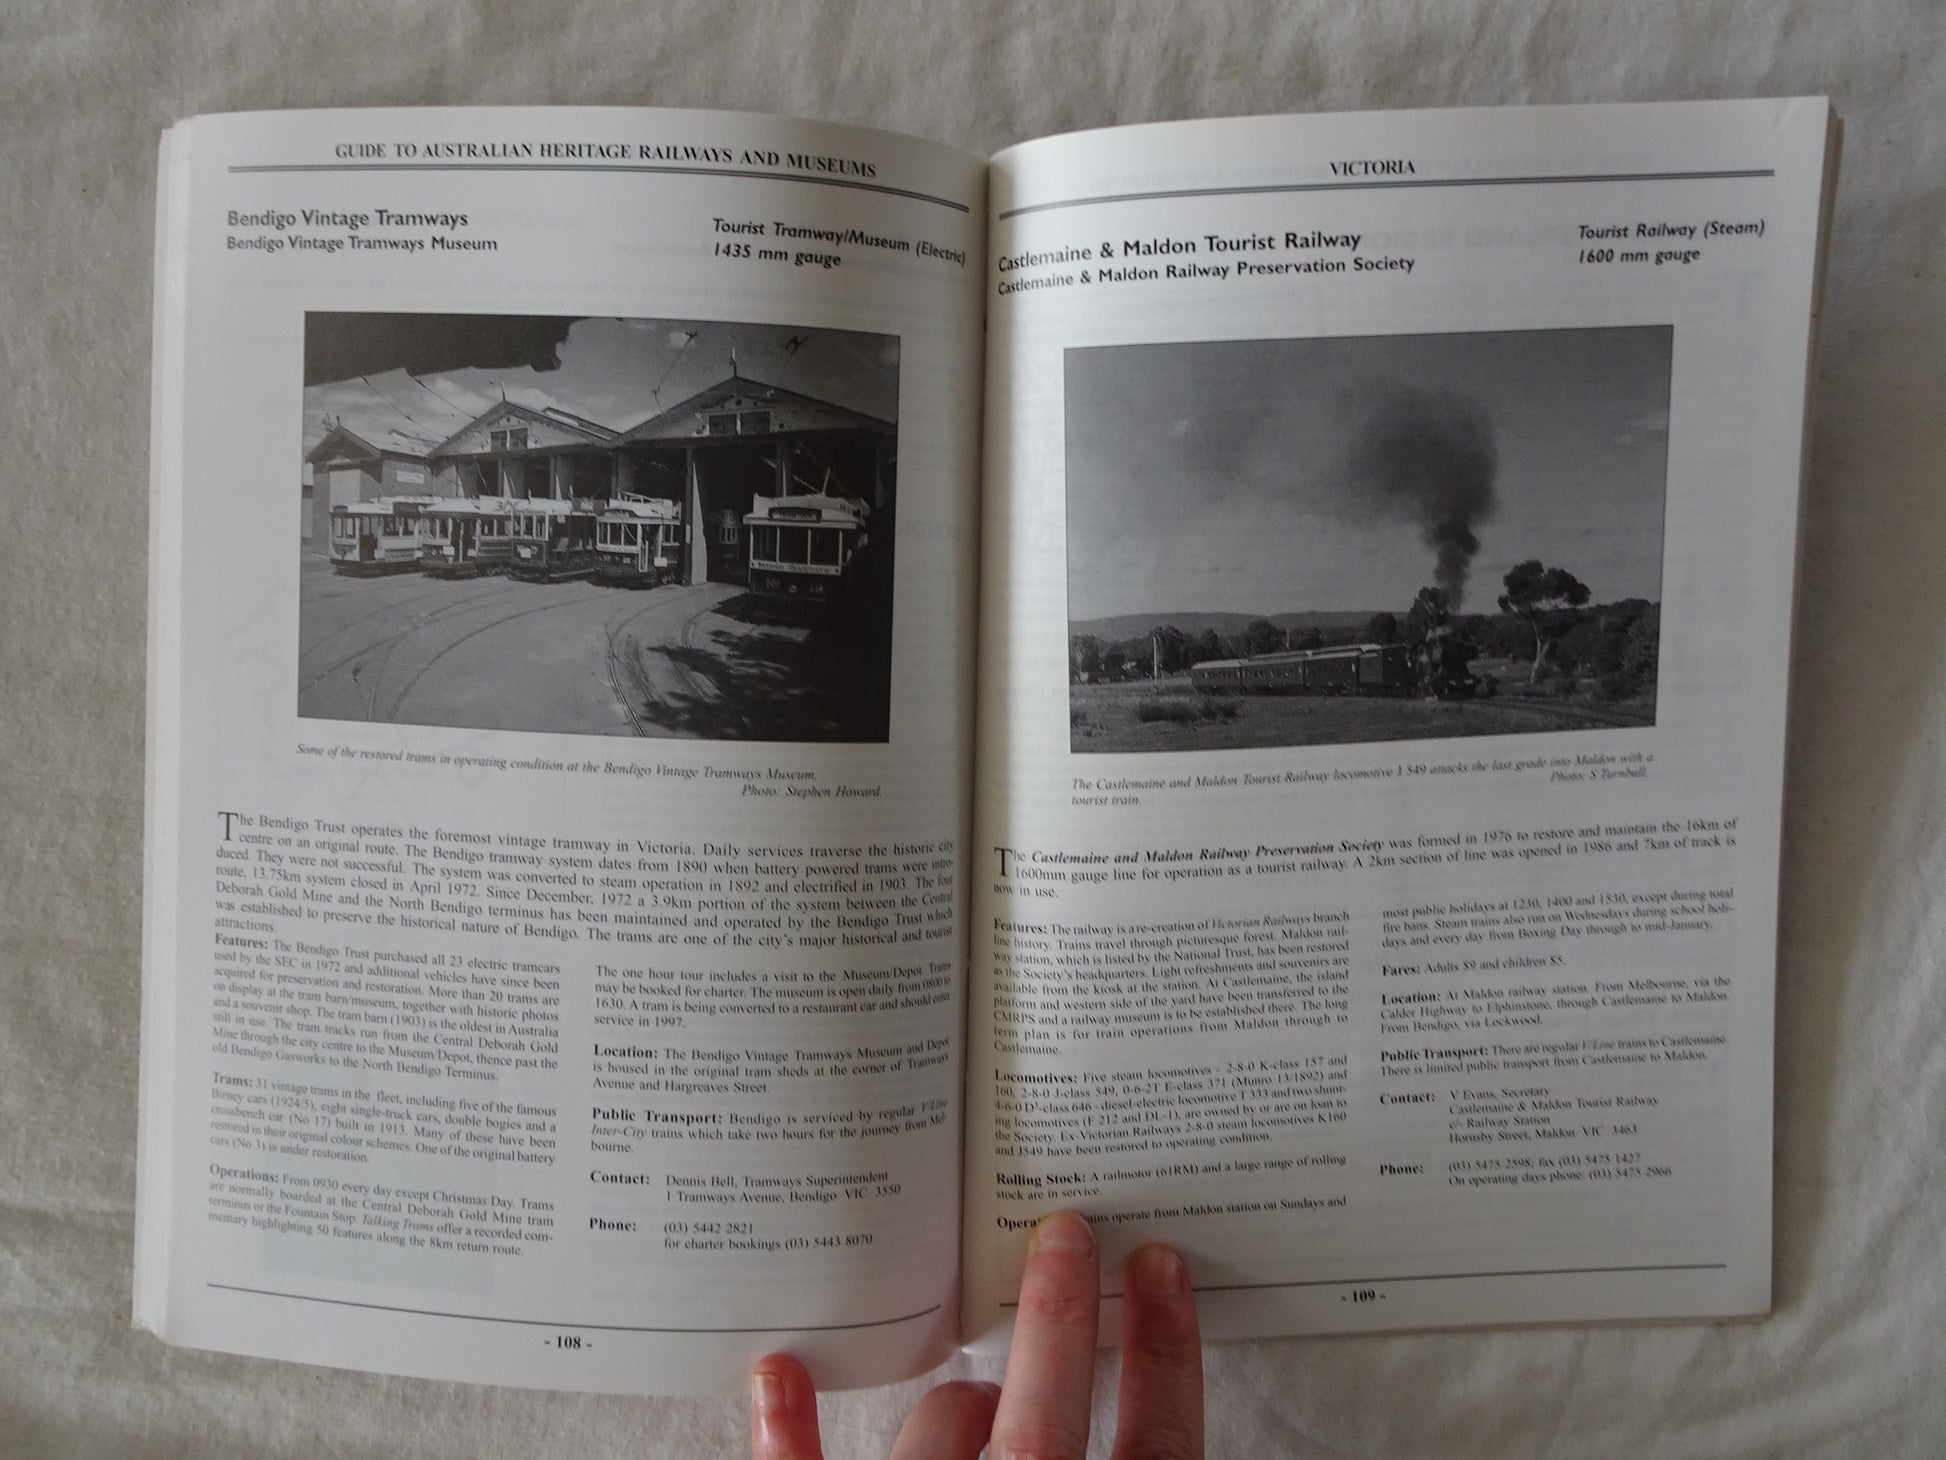 GUIDE TO AUSTRALIAN HERITAGE RAILWAYS AND MUSEUMS
Bendigo Vintage Tramways
Bendigo Vintage Tramways Museum
Tourist Tramway/Museum (Electric)
1435 mm gauge
Some of the restored trams in operating condition at the Bendigo Vintage Tramways Museum.
Photo: Stephen Howard.
The Bendigo Trust operates the foremost vintage tramway in Victoria. Daily services traverse the historic city
centre on an original route. The Bendigo tramway system dates from 1890 when battery powered trams were intro-
duced. They were not successful. The system was converted to steam operation in 1892 and electrified in 1903. The four
route, 13.75km system closed in April 1972. Since December, 1972 a 3.9km portion of the system between the Central
Deborah Gold Mine and the North Bendigo terminus has been maintained and operated by the Bendigo Trust which
was established to preserve the historical nature of Bendigo. The trams are one of the city's major historical and tourist
attractions.
Features: The Bendigo Trust purchased all 23 electric tramcars
used by the SEC in 1972 and additional vehicles have since been
acquired for preservation and restoration. More than 20 trams are
on display at the tram barn/museum, together with historic photos
and a souvenir shop. The tram barn (1903) is the oldest in Australia
still in use. The tram tracks run from the Central Deborah Gold
Mine through the city centre to the Museum/Depot, thence past the
old Bendigo Gasworks to the North Bendigo Terminus.
Trams: 31 vintage trams in the fleet, including five of the famous
Birney cars (1924/5), eight single-truck cars, double bogies and a
crossbench car (No 17) built in 1913. Many of these have been
restored in their original colour schemes. One of the original battery
cars (No 3) is under restoration.
Operations: From 0930 every day except Christmas Day. Trams
are normally boarded at the Central Deborah Gold Mine tram
terminus or the Fountain Stop. Talking Trams offer a recorded com-
mentary highlighting 50 features along the 8km return route.
The one hour tour includes a visit to the Museum/Depot. Trams
may be booked for charter. The museum is open daily from 0800 to
1630. A tram is being converted to a restaurant car and should enter
service in 1997.
Location: The Bendigo Vintage Tramways Museum and Depot
is housed in the original tram sheds at the corner of Tramways
Avenue and Hargreaves Street.
Public Transport: Bendigo is serviced by regular V/Line
Inter-City trains which take two hours for the journey from Mel-
bourne.
Contact: Dennis Bell, Tramways Superintendent
1 Tramways Avenue, Bendigo VIC 3550
Phone: (03) 5442 2821
for charter bookings (03) 5443 8070
- 108 -
VICTORIA
Castlemaine & Maldon Tourist Railway
Castlemaine & Maldon Railway Preservation Society
Tourist Railway (Steam)
1600 mm gauge
The Castlemaine and Maldon Tourist Railway locomotive J 549 attacks the last grade into Maldon with a
tourist train.
Photo: S Turnbull.
The Castlemaine and Maldon Railway Preservation Society was formed in 1976 to restore and maintain the 16km of
1600mm gauge line for operation as a tourist railway. A 2km section of line was opened in 1986 and 7km of track is
now in use.
Features: The railway is a re-creation of Victorian Railways branch
line history. Trains travel through picturesque forest. Maldon rail-
way station, which is listed by the National Trust, has been restored
as the Society's headquarters. Light refreshments and souvenirs are
available from the kiosk at the station. At Castlemaine, the island
platform and western side of the yard have been transferred to the
CMRPS and a railway museum is to be established there. The long
term plan is for train operations from Maldon through to
Castlemaine.
Locomotives: Five steam locomotives - 2-8-0 K-class 157 and
160, 2-8-0 J-class 549, 0-6-2T E-class 371 (Munro 13/1892) and
4-6-0 D³-class 646 - diesel-electric locomotive T 333 and two shunt-
ing locomotives (F 212 and DL-1), are owned by or are on loan to
the Society. Ex-Victorian Railways 2-8-0 steam locomotives K160
and J549 have been restored to operating condition.
Rolling Stock: A railmotor (61RM) and a large range of rolling
stock are in service.
Opera rains operate from Maldon station on Sundays and
most public holidays at 1230, 1400 and 1530, except during total
fire bans. Steam trains also run on Wednesdays during school holi-
days and every day from Boxing Day through to mid-January.
Fares: Adults $9 and children $5.
Location: At Maldon railway station. From Melbourne, via the
Calder Highway to Elphinstone, through Castlemaine to Maldon.
From Bendigo, via Lockwood.
Public Transport: There are regular V/Line trains to Castlemaine.
There is limited public transport from Castlemaine to Maldon.
Contact: V Evans, Secretary
Castlemaine & Maldon Tourist Railway
c/- Railway Station
Hornsby Street, Maldon VIC 3463
Phone: (03) 5475 2598; fax (03) 5475 1427
On operating days phone: (03) 5475 2966
- 109 -